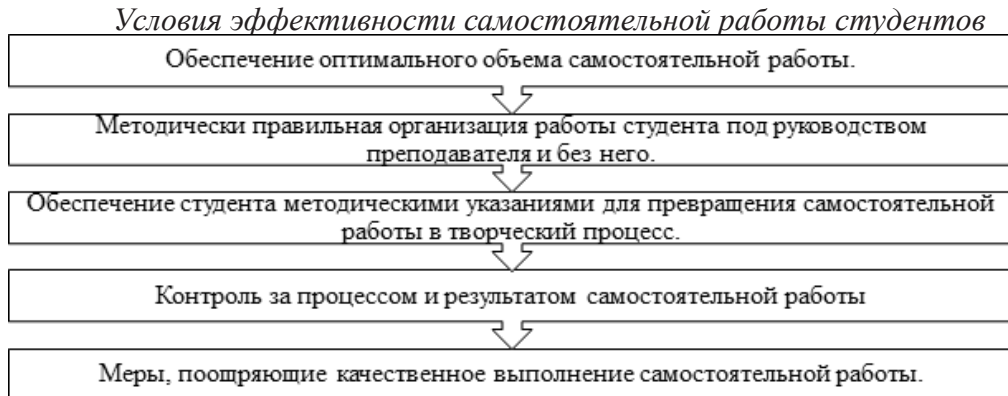 Условия эффективности самостоятельной работы студентов
Обеспечение оптимального объема самостоятельной работы.
Методически правильная организация работы студента под руководством
преподавателя и без него.
Обеспечение студента методическими указаниями для превращения самостоятельной
работы в творческий процесс.
Контроль за процессом и результатом самостоятельной работы
Меры, поощряющие качественное выполнение самостоятельной работы.